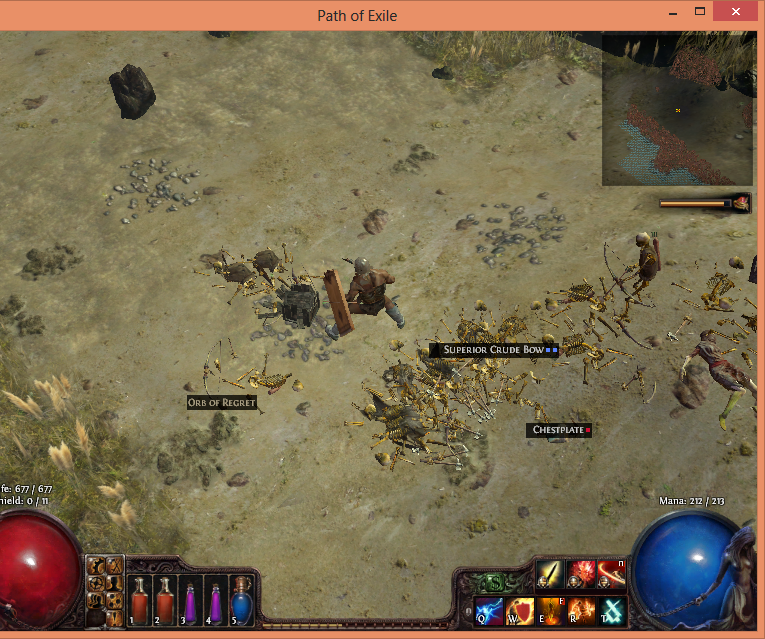 Path of Exile
10
Superior Crude Bow
Orb of Regret
Chestplate
fe: 677 / 677
hield: 0 / 11
Mana: 212 / 213
n
1 2 3 4 5
Q W E E R T